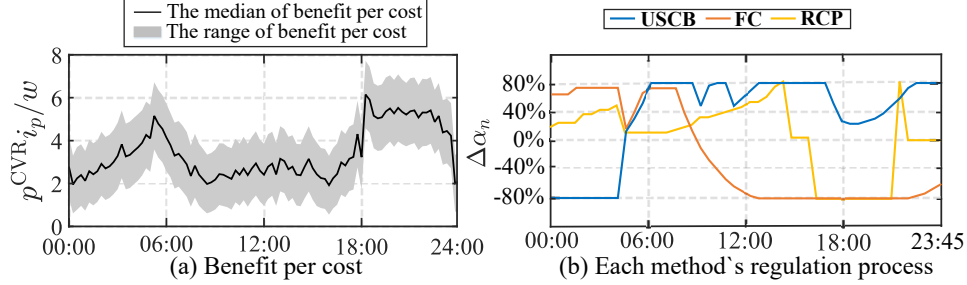 The median of benefit per cost
The range of benefit per cost
8
6
4
2
0
p^CVR, i_p/w
00:00 06:00 12:00 18:00 24:00
(a) Benefit per cost
USCB FC RCP
80%
40%
0%
-40%
-80%
Δα_n
00:00 06:00 12:00 18:00 23:45
(b) Each method`s regulation process